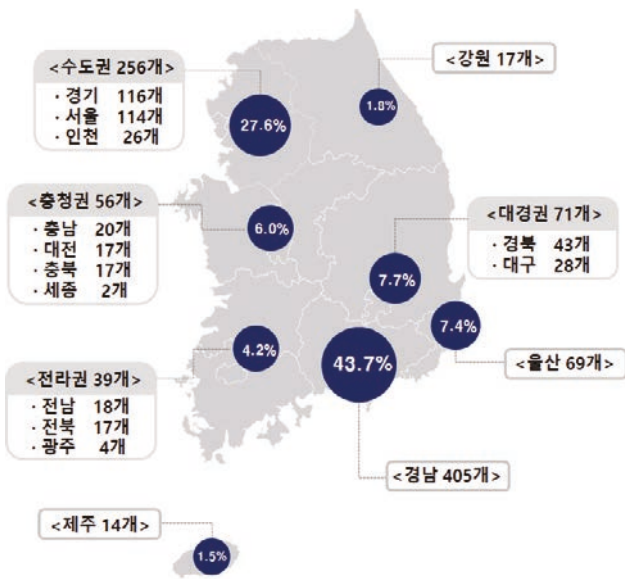 <수도권 256개>
· 경기 116개
· 서울 114개
· 인천 26개
27.6%
<강원 17개>
1.8%
<충청권 56개>
· 충남 20개
· 대전 17개
· 충북 17개
· 세종 2개
6.0%
<대경권 71개>
· 경북 43개
· 대구 28개
7.7%
7.4%
<울산 69개>
<전라권 39개>
· 전남 18개
· 전북 17개
· 광주 4개
4.2%
43.7%
<경남 405개>
<제주 14개>
1.5%